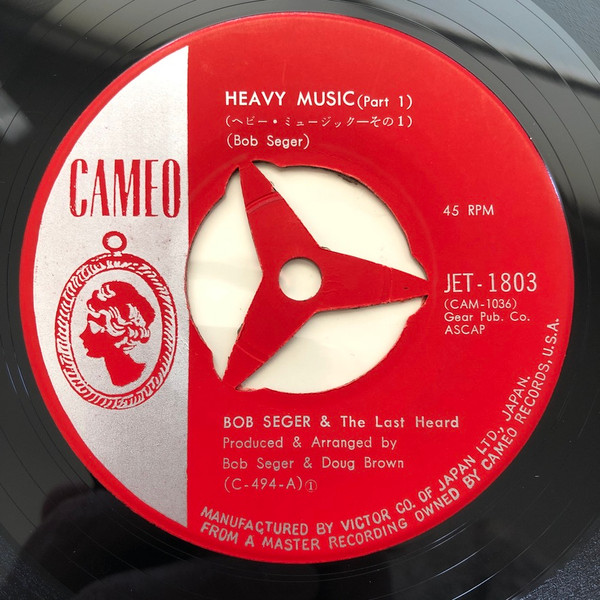 HEAVY MUSIC (Part 1)
(ヘビー・ミュージックーその1)
(Bob Seger)
CAMEO
45 RPM
JET-1803
(CAM-1036)
Gear Pub. Co.
ASCAP
BOB SEGER & The Last Heard
Produced & Arranged by
Bob Seger & Doug Brown
(C-494-A) ①
MANUFACTURED BY VICTOR CO. OF JAPAN LTD., JAPAN.
FROM A MASTER RECORDING OWNED BY CAMEO RECORDS, U.S.A.